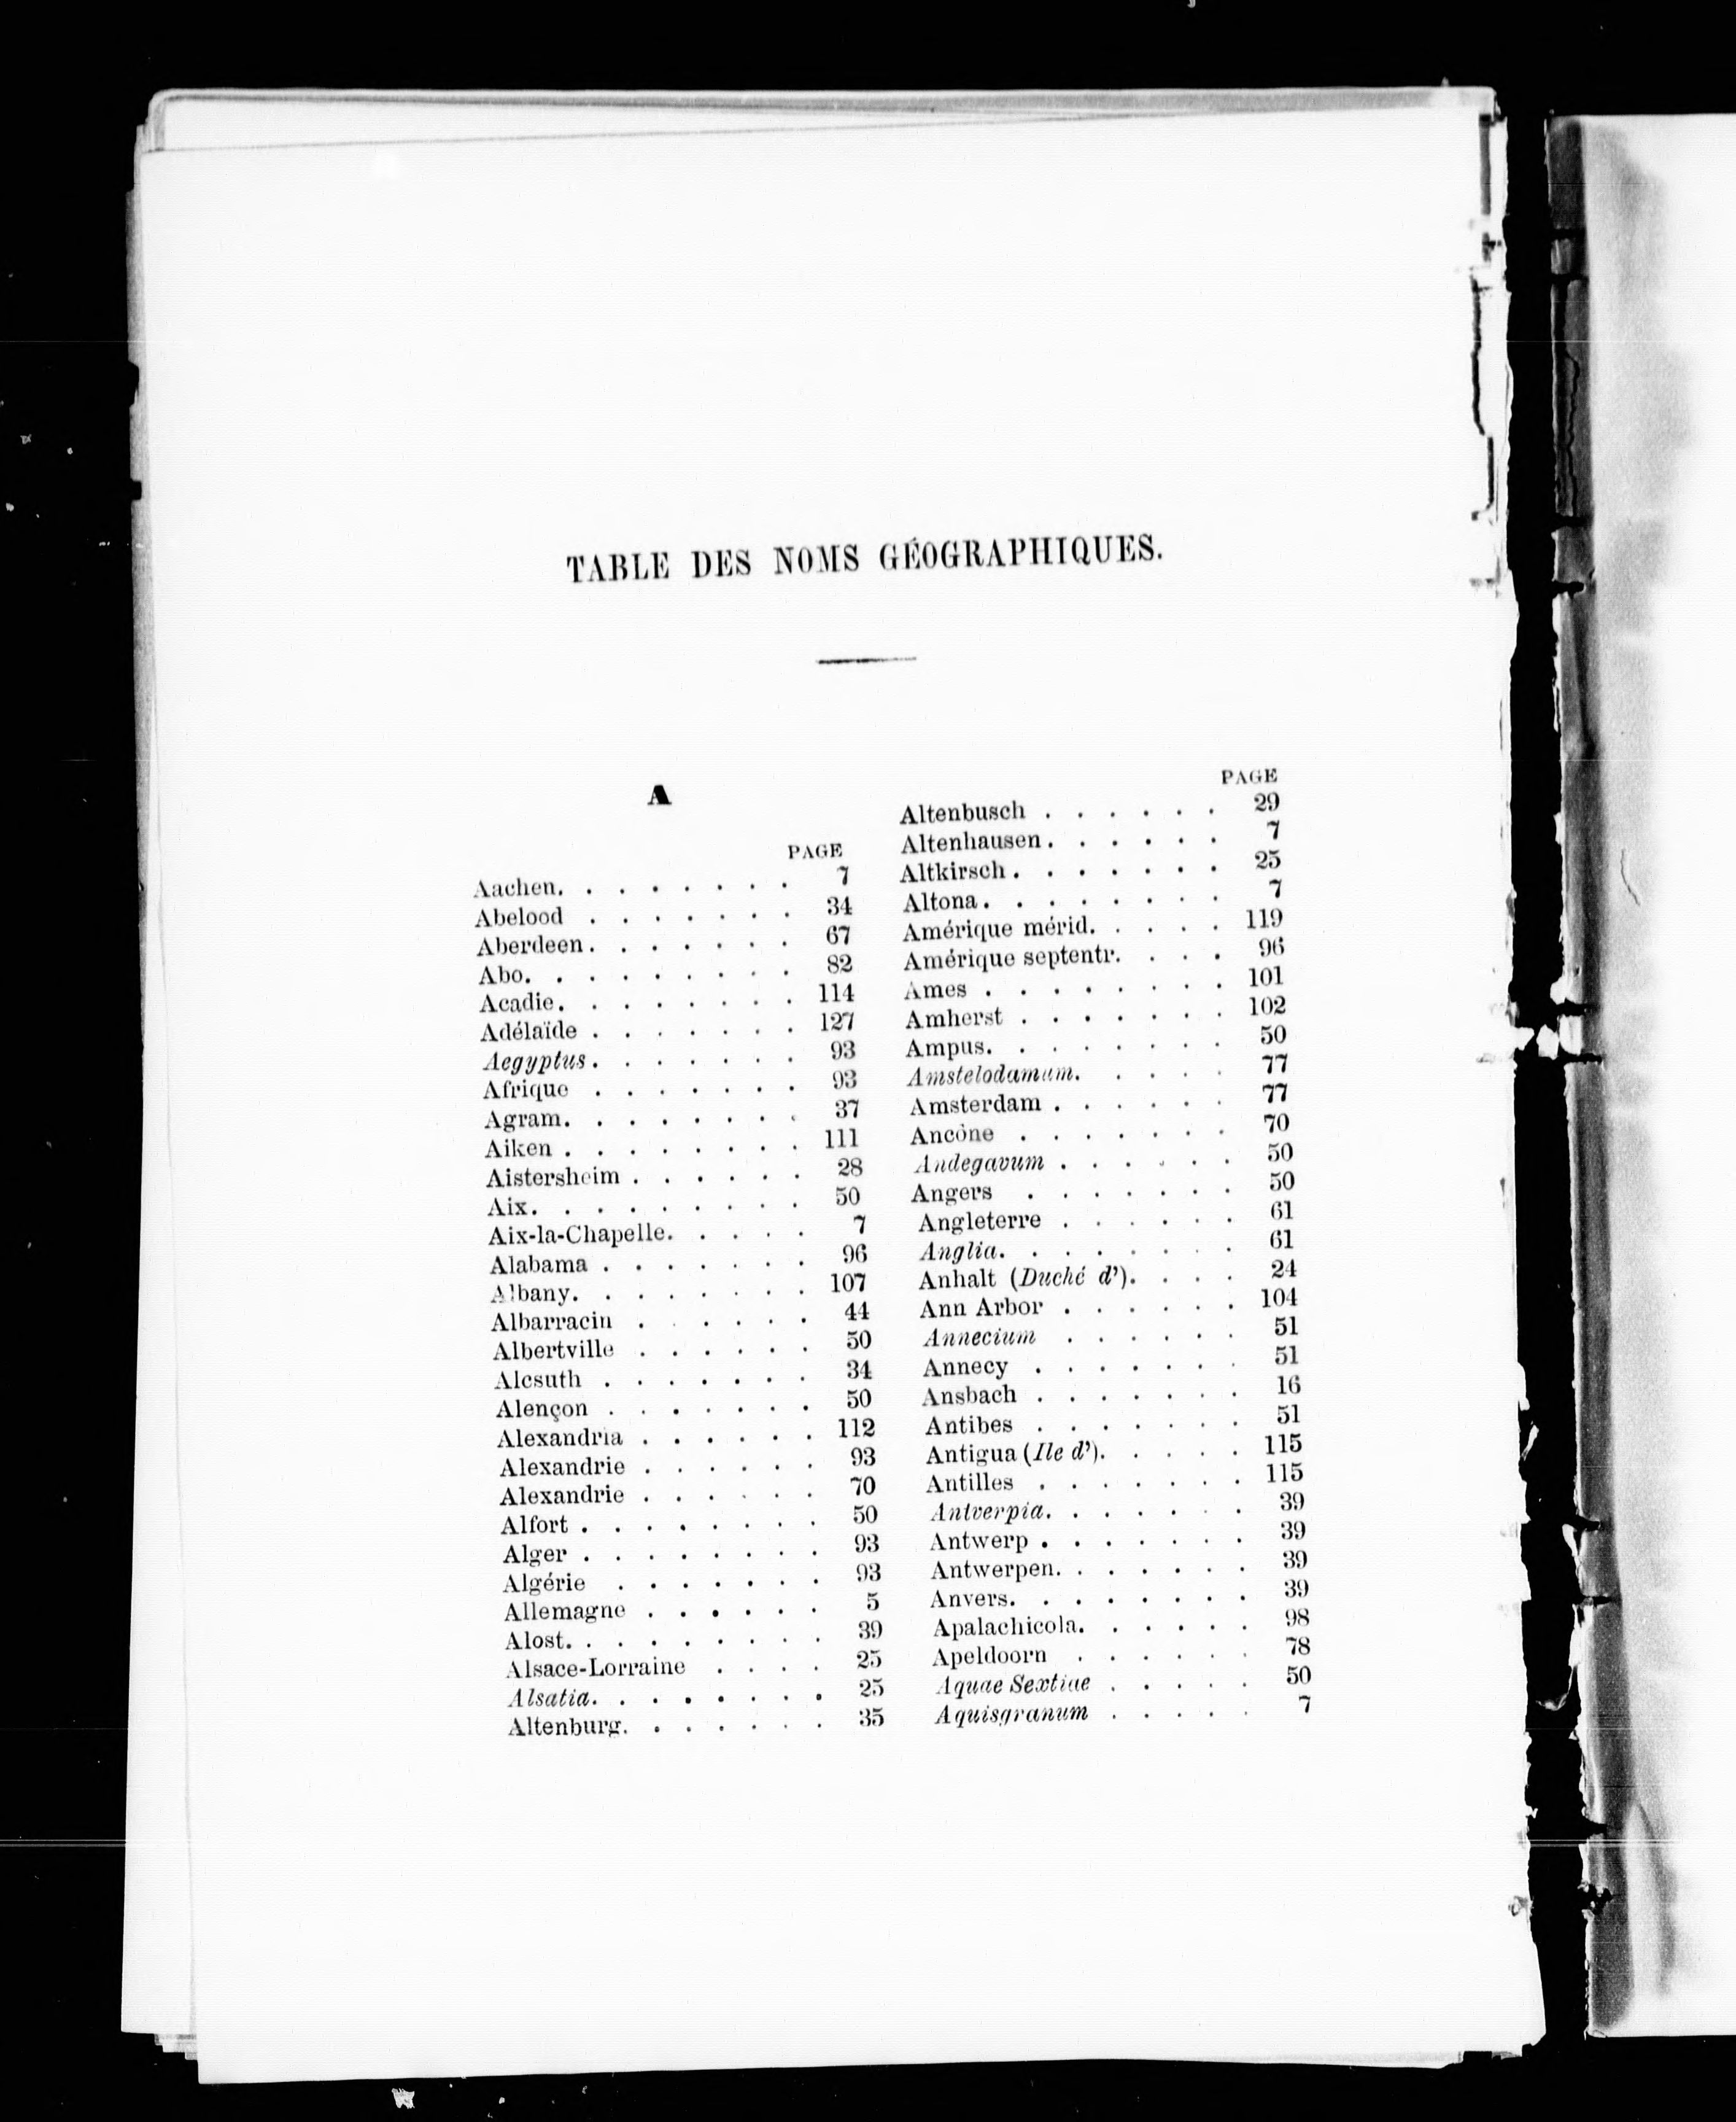 TABLE DES NOMS GÉOGRAPHIQUES.
A
PAGE
Aachen. . . . . . . . 7
Abelood . . . . . . . 34
Aberdeen. . . . . . . 67
Abo. . . . . . . . . 82
Acadie. . . . . . . . 114
Adélaïde . . . . . . . 127
Aegyptus. . . . . . . 93
Afrique . . . . . . . 93
Agram. . . . . . . . 37
Aiken . . . . . . . . 111
Aistersheim . . . . . . 28
Aix. . . . . . . . . 50
Aix-la-Chapelle. . . . . 7
Alabama . . . . . . . 96
Albany. . . . . . . . 107
Albarracin . . . . . . 44
Albertville . . . . . . 50
Alcsuth . . . . . . . 34
Alençon . . . . . . . 50
Alexandria . . . . . . 112
Alexandrie . . . . . . 93
Alexandrie . . . . . . 70
Alfort . . . . . . . . 50
Alger . . . . . . . . 93
Algérie . . . . . . . 93
Allemagne . . . . . . 5
Alost. . . . . . . . . 39
Alsace-Lorraine . . . . 25
Alsatia. . . . . . . . 25
Altenburg. . . . . . . 35
PAGE
Altenbusch . . . . . . 29
Altenhausen. . . . . . 7
Altkirsch. . . . . . . 25
Altona. . . . . . . . 7
Amérique mérid. . . . . 119
Amérique septentr. . . . 96
Ames . . . . . . . . 101
Amherst . . . . . . . 102
Ampus. . . . . . . . 50
Amstelodamum. . . . . 77
Amsterdam . . . . . . 77
Ancône . . . . . . . 70
Andegavum . . . . . . 50
Angers . . . . . . . 50
Angleterre . . . . . . 61
Anglia. . . . . . . . 61
Anhalt (Duché d'). . . . 24
Ann Arbor . . . . . . 104
Annecium . . . . . . 51
Annecy . . . . . . . 51
Ansbach . . . . . . . 16
Antibes . . . . . . . 51
Antigua (Ile d'). . . . . 115
Antilles . . . . . . . 115
Antverpia. . . . . . . 39
Antwerp . . . . . . . 39
Antwerpen. . . . . . . 39
Anvers. . . . . . . . 39
Apalachicola. . . . . . 98
Apeldoorn . . . . . . 78
Aquae Sextiae . . . . . 50
Aquisgranum . . . . . 7